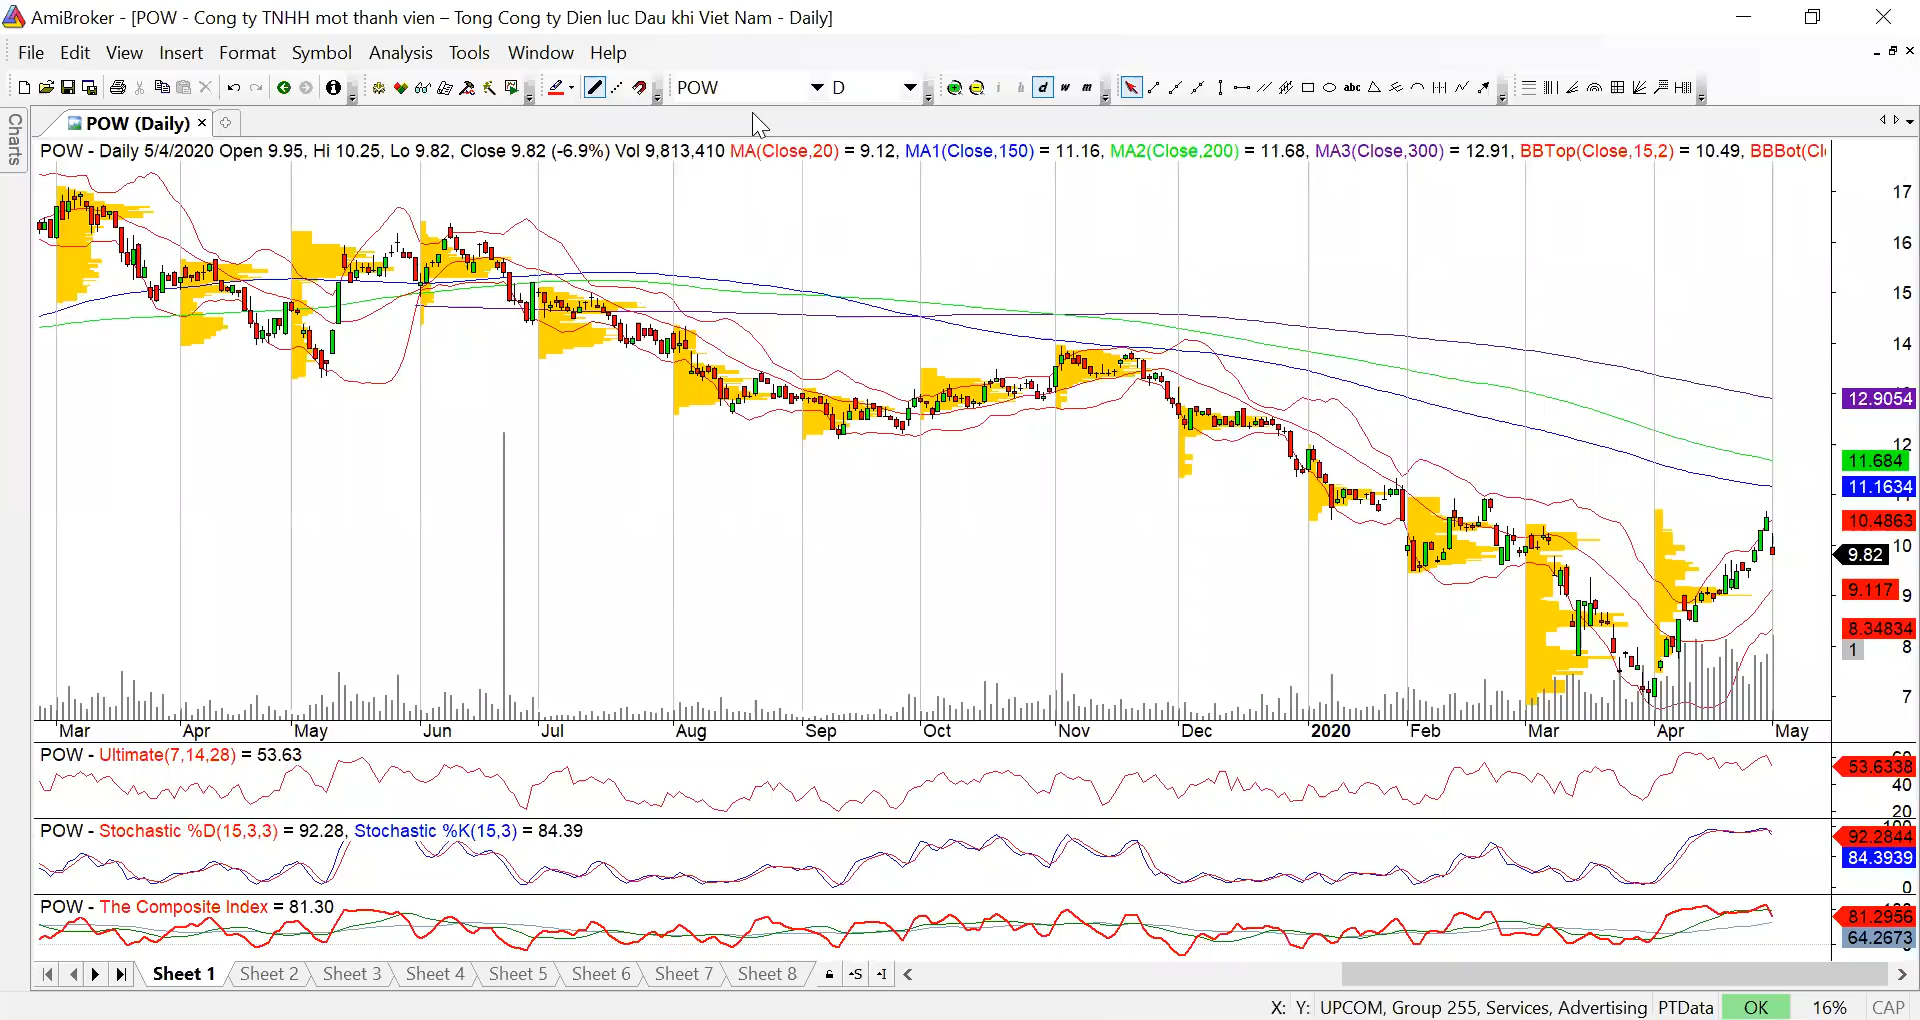 AmiBroker - [POW - Cong ty TNHH mot thanh vien – Tong Cong ty Dien luc Dau khi Viet Nam - Daily]
File Edit View Insert Format Symbol Analysis Tools Window Help
POW D i h d w m abc
Charts
POW (Daily)
POW - Daily 5/4/2020 Open 9.95, Hi 10.25, Lo 9.82, Close 9.82 (-6.9%) Vol 9,813,410 MA(Close,20) = 9.12, MA1(Close,150) = 11.16, MA2(Close,200) = 11.68, MA3(Close,300) = 12.91, BBTop(Close,15,2) = 10.49, BBBot(Cl
17
16
15
14
12.9054
12
11.684
11.1634
10.4863
10
9.82
9.117
9
8.34834
8
1
7
Mar Apr May Jun Jul Aug Sep Oct Nov Dec 2020 Feb Mar Apr May
POW - Ultimate(7,14,28) = 53.63
53.6338
40
20
POW - Stochastic %D(15,3,3) = 92.28, Stochastic %K(15,3) = 84.39
92.2844
84.3939
0
POW - The Composite Index = 81.30
81.2956
64.2673
Sheet 1 Sheet 2 Sheet 3 Sheet 4 Sheet 5 Sheet 6 Sheet 7 Sheet 8 -S -I
X: Y: UPCOM, Group 255, Services, Advertising PTData OK 16% CAP